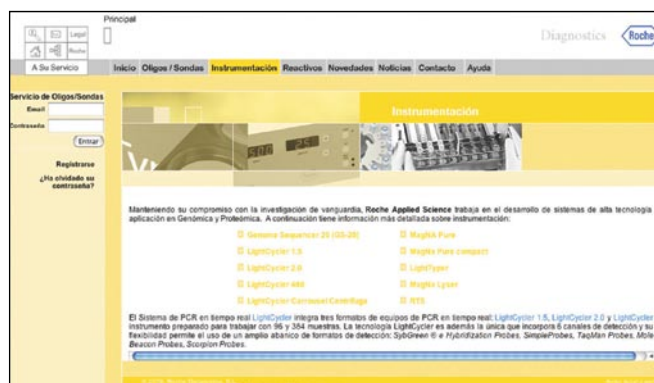 Principal
Legal
Roche
A Su Servicio
Diagnostics
Roche
Inicio Oligos / Sondas Instrumentación Reactivos Novedades Noticias Contacto Ayuda
Servicio de Oligos/Sondas
Email
Contraseña
Entrar
Registrarse
¿Ha olvidado su
contraseña?
Instrumentación
Manteniendo su compromiso con la investigación de vanguardia, Roche Applied Science trabaja en el desarrollo de sistemas de alta tecnología
aplicación en Genómica y Proteómica. A continuación tiene información más detallada sobre instrumentación:
Genome Sequencer 20 (GS-20)
LightCycler 1.5
LightCycler 2.0
LightCycler 480
LightCycler Carrousel Centrifuga
MagNA Pure
MagNa Pure compact
LightTyper
MagNa Lyser
RTS
El Sistema de PCR en tiempo real LightCycler integra tres formatos de equipos de PCR en tiempo real: LightCycler 1.5, LightCycler 2.0 y LightCycler
instrumento preparado para trabajar con 96 y 384 muestras. La tecnología LightCycler es además la única que incorpora 6 canales de detección y su
flexibilidad permite el uso de un amplio abanico de formatos de detección: SybGreen ® e Hybridization Probes, SimpleProbes, TaqMan Probes, Mole
Beacon Probes, Scorpion Probes.